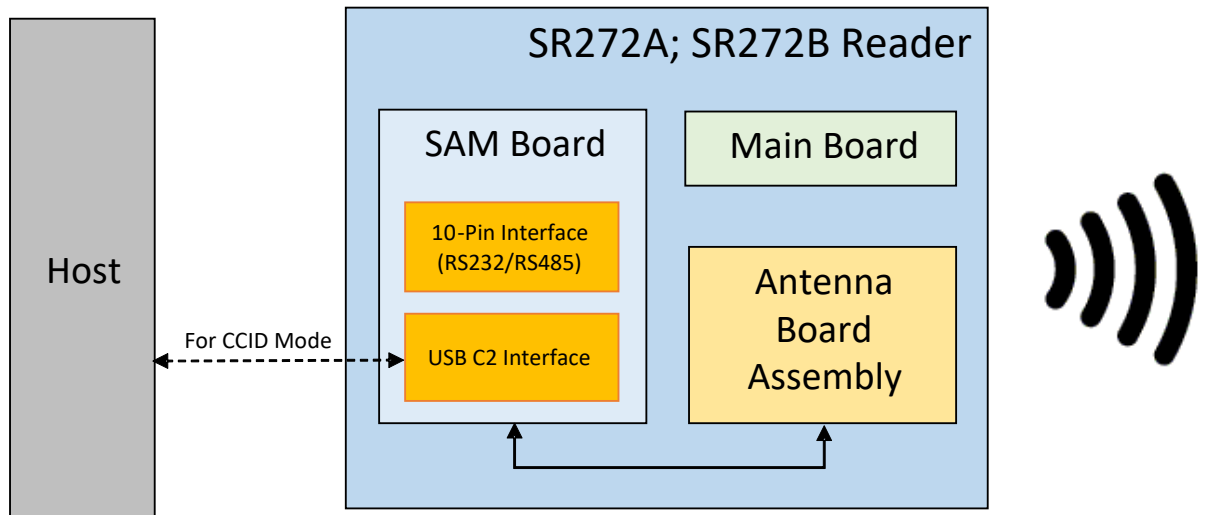 SR272A; SR272B Reader
SAM Board
Main Board
10-Pin Interface
(RS232/RS485)
Host
Antenna
Board
Assembly
For CCID Mode
USB C2 Interface